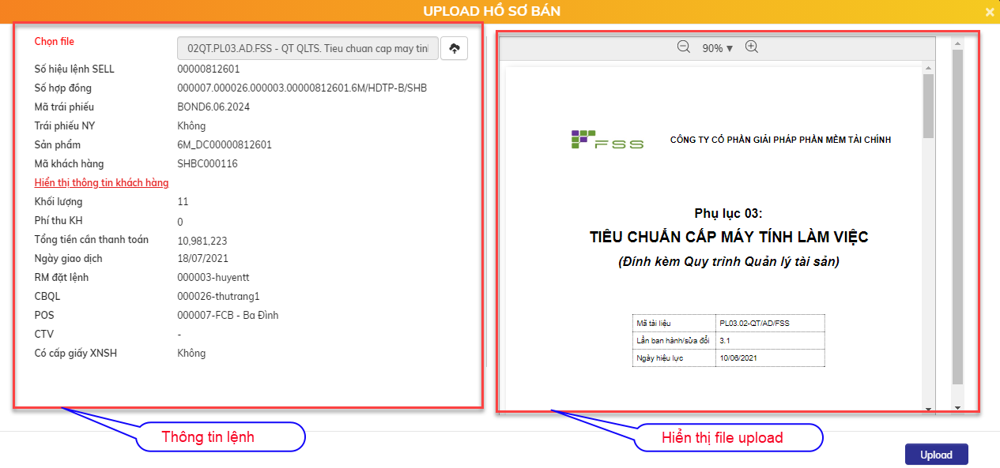 UPLOAD HỒ SƠ BÁN
Chọn file
02QT.PL03.AD.FSS - QT QLTS. Tieu chuan cap may tinl
Số hiệu lệnh SELL 00000812601
Số hợp đồng 000007.000026.000003.00000812601.6M/HDTP-B/SHB
Mã trái phiếu BOND6.06.2024
Trái phiếu NY Không
Sản phẩm 6M_DC00000812601
Mã khách hàng SHBC000116
Hiển thị thông tin khách hàng
Khối lượng 11
Phí thu KH 0
Tổng tiền cần thanh toán 10,981,223
Ngày giao dịch 18/07/2021
RM đặt lệnh 000003-huyentt
CBQL 000026-thutrang1
POS 000007-FCB - Ba Đình
CTV -
Có cấp giấy XNSH Không
Thông tin lệnh
90% ▾
FSS
CÔNG TY CỔ PHẦN GIẢI PHÁP PHẦN MỀM TÀI CHÍNH
Phụ lục 03:
TIÊU CHUẨN CẤP MÁY TÍNH LÀM VIỆC
(Đính kèm Quy trình Quản lý tài sản)
Mã tài liệu PL03.02-QT/AD/FSS
Lần ban hành/sửa đổi 3.1
Ngày hiệu lực 10/06/2021
Hiển thị file upload
Upload